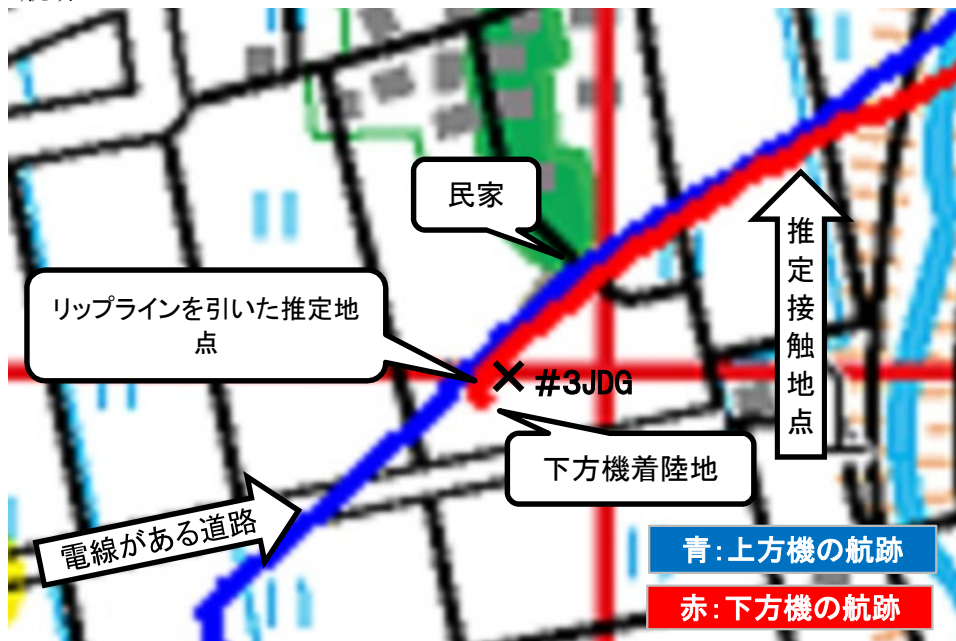 民家
リップラインを引いた推定地
点
推定接触地点
#3JDG
下方機着陸地
電線がある道路
青:上方機の航跡
赤:下方機の航跡